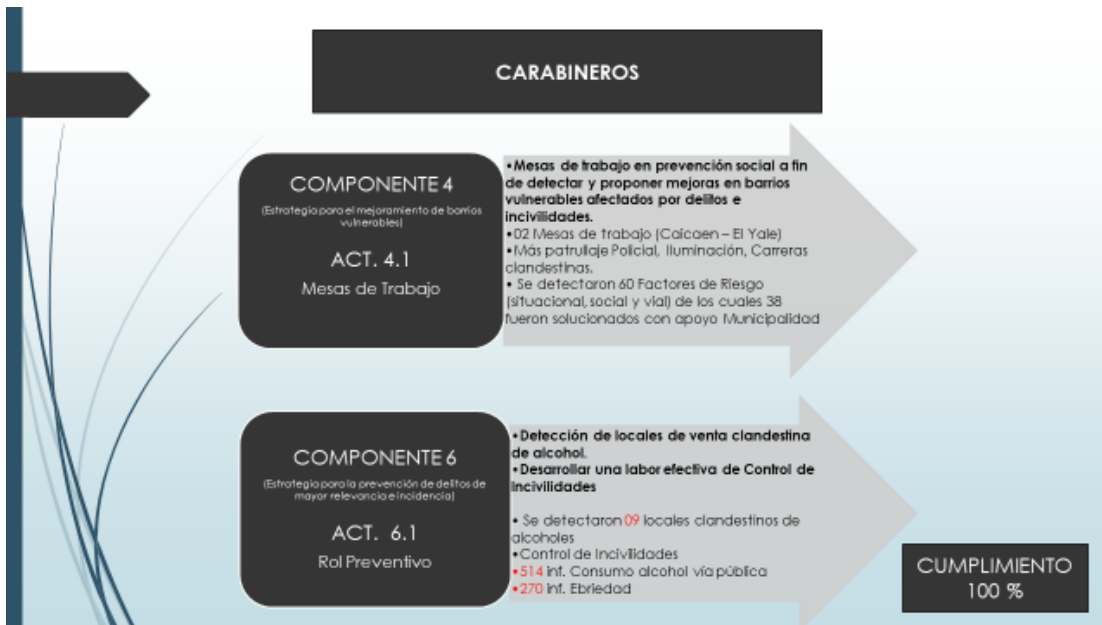 CARABINEROS
COMPONENTE 4
(Estrategia para el mejoramiento de barrios
vulnerables)
ACT. 4.1
Mesas de Trabajo
•Mesas de trabajo en prevención social a fin
de detectar y proponer mejoras en barrios
vulnerables afectados por delitos e
incivilidades.
•02 Mesas de trabajo (Caicaen – El Yale)
•Más patrullaje Policial, Iluminación, Carreras
clandestinas.
• Se detectaron 60 Factores de Riesgo
(situacional, social y vial) de los cuales 38
fueron solucionados con apoyo Municipalidad
COMPONENTE 6
(Estrategia para la prevención de delitos de
mayor relevancia e incidencia)
ACT. 6.1
Rol Preventivo
•Detección de locales de venta clandestina
de alcohol.
•Desarrollar una labor efectiva de Control de
Incivilidades
• Se detectaron 09 locales clandestinos de
alcoholes
•Control de Incivilidades
•514 inf. Consumo alcohol vía pública
•270 inf. Ebriedad
CUMPLIMIENTO
100 %